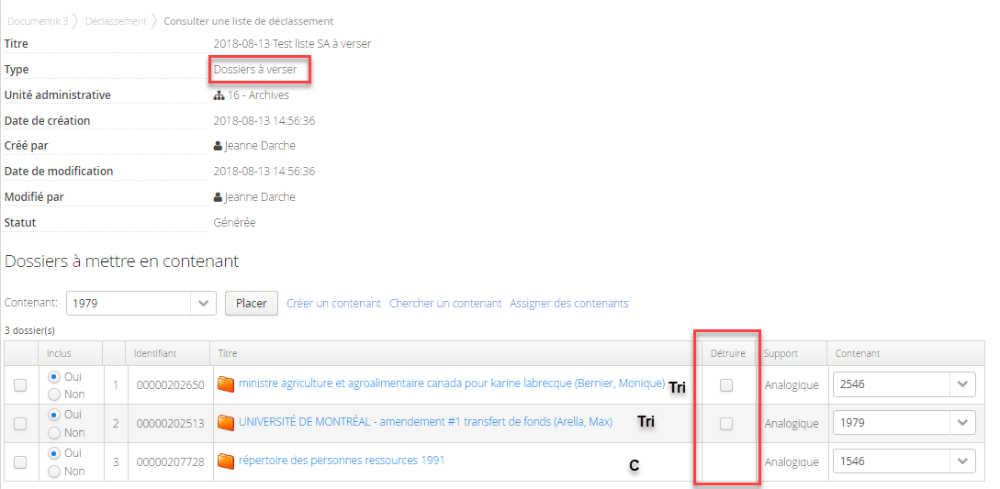 Documentik 3 Déclassement Consulter une liste de déclassement
Titre 2018-08-13 Test liste SA à verser
Type Dossiers à verser
Unité administrative 16 - Archives
Date de création 2018-08-13 14:56:36
Créé par Jeanne Darche
Date de modification 2018-08-13 14:56:36
Modifié par Jeanne Darche
Statut Générée
Dossiers à mettre en contenant
Contenant: 1979 Placer Créer un contenant Chercher un contenant Assigner des contenants
3 dossier(s)
Inclus Identifiant Titre Détruire Support Contenant
Oui
Non
1 00000202650 ministre agriculture et agroalimentaire canada pour karine labrecque (Bernier, Monique) Tri Analogique 2546
Oui
Non
2 00000202513 UNIVERSITÉ DE MONTRÉAL - amendement #1 transfert de fonds (Arella, Max) Tri Analogique 1979
Oui
Non
3 00000207728 répertoire des personnes ressources 1991 C Analogique 1546